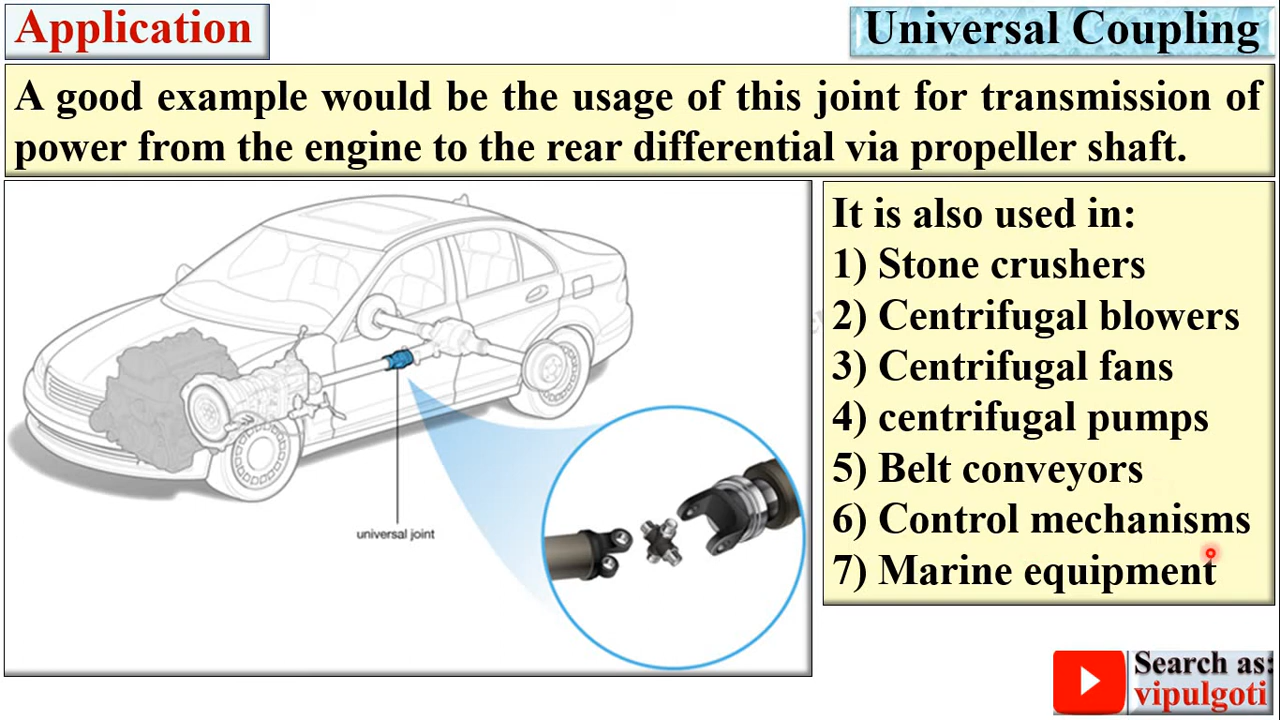 Application
Universal Coupling
A good example would be the usage of this joint for transmission of
power from the engine to the rear differential via propeller shaft.
universal joint
It is also used in:
1) Stone crushers
2) Centrifugal blowers
3) Centrifugal fans
4) centrifugal pumps
5) Belt conveyors
6) Control mechanisms
7) Marine equipment
Search as:
vipulgoti